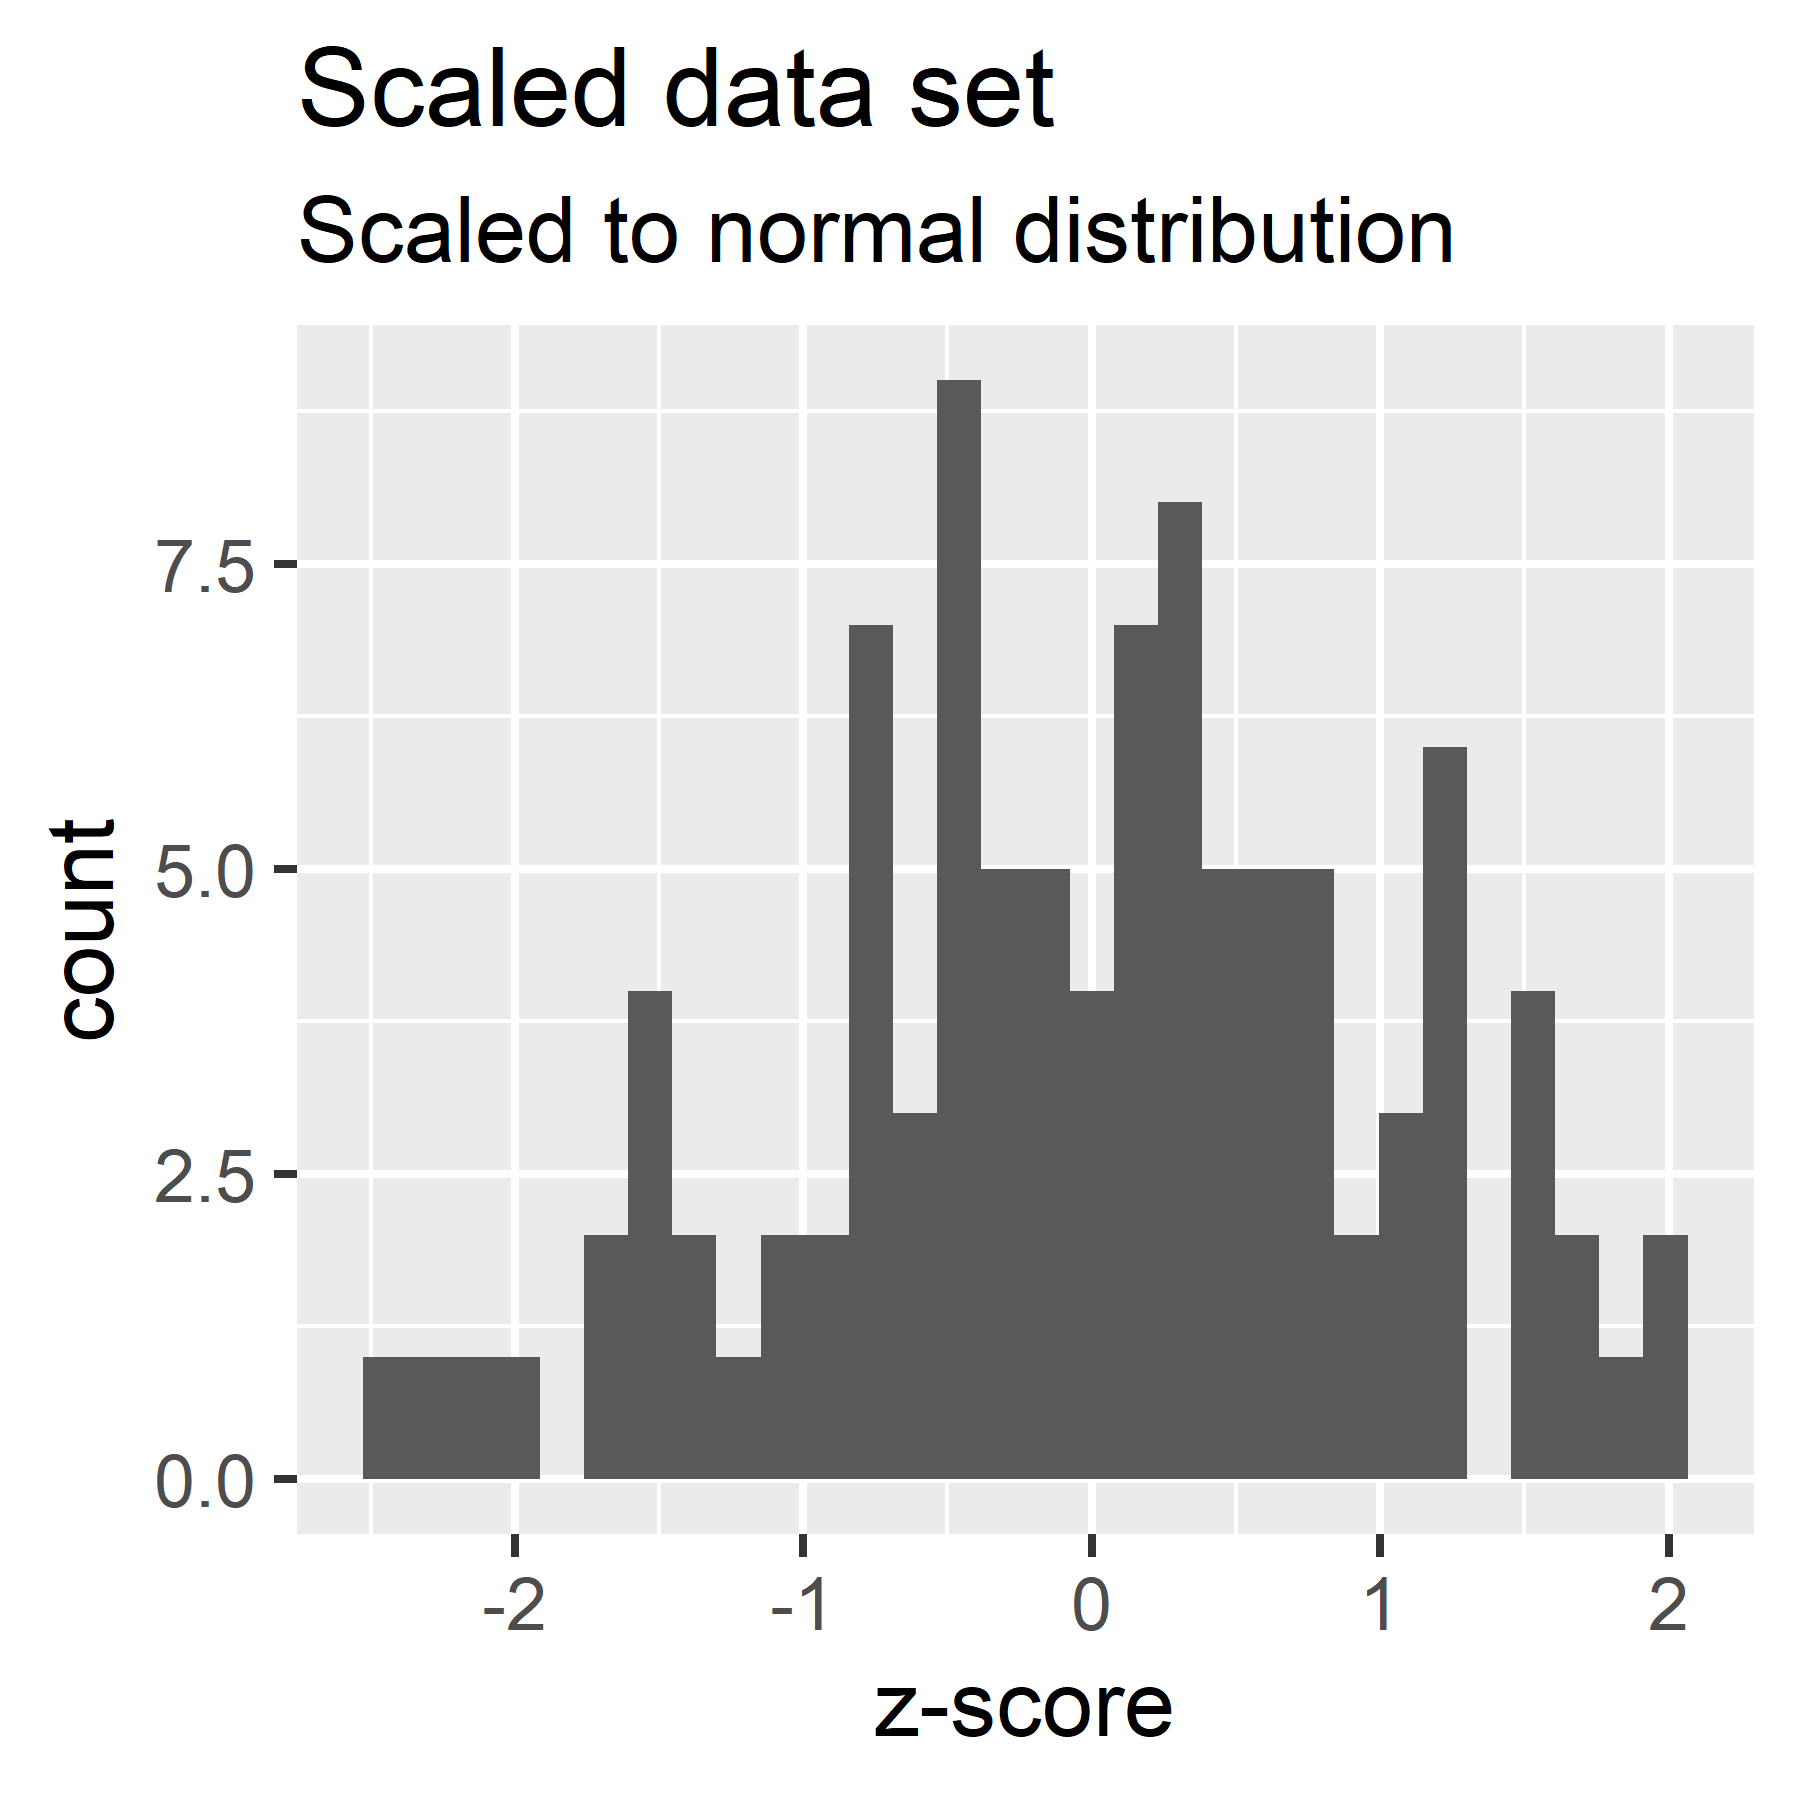 Scaled data set
Scaled to normal distribution
count
7.5
5.0
2.5
0.0
-2 -1 0 1 2
z-score